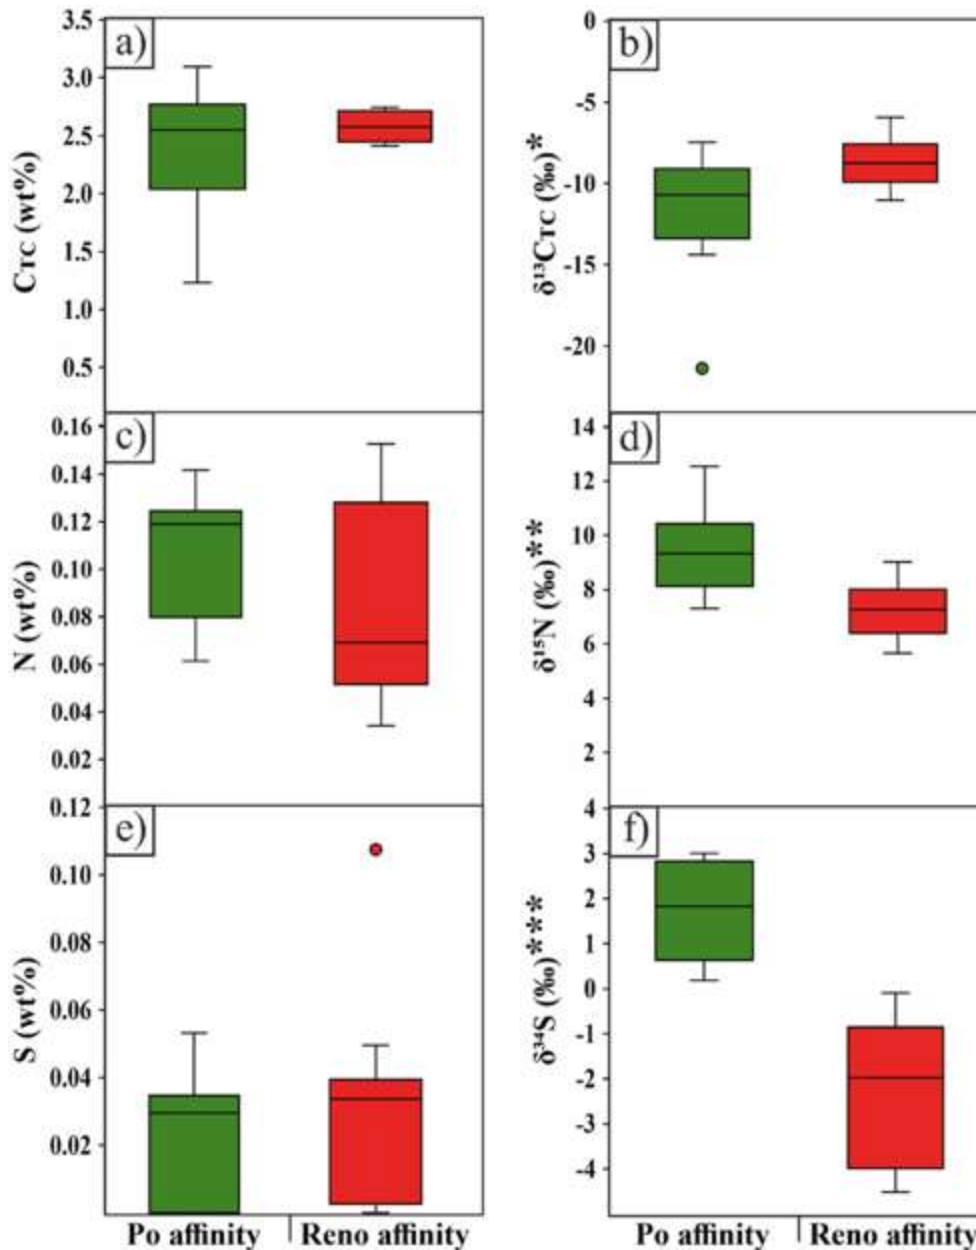 a)
3.5
3.0
2.5
2.0
1.5
1.0
0.5
Cᴛᴄ (wt%)
b)
0
-5
-10
-15
-20
δ¹³Cᴛᴄ (‰)*
c)
0.16
0.14
0.12
0.10
0.08
0.06
0.04
0.02
N (wt%)
d)
14
12
10
8
6
4
2
δ¹⁵N (‰)**
e)
0.12
0.10
0.08
0.06
0.04
0.02
S (wt%)
f)
4
3
2
1
0
-1
-2
-3
-4
δ³⁴S (‰)***
Po affinity
Reno affinity
Po affinity
Reno affinity